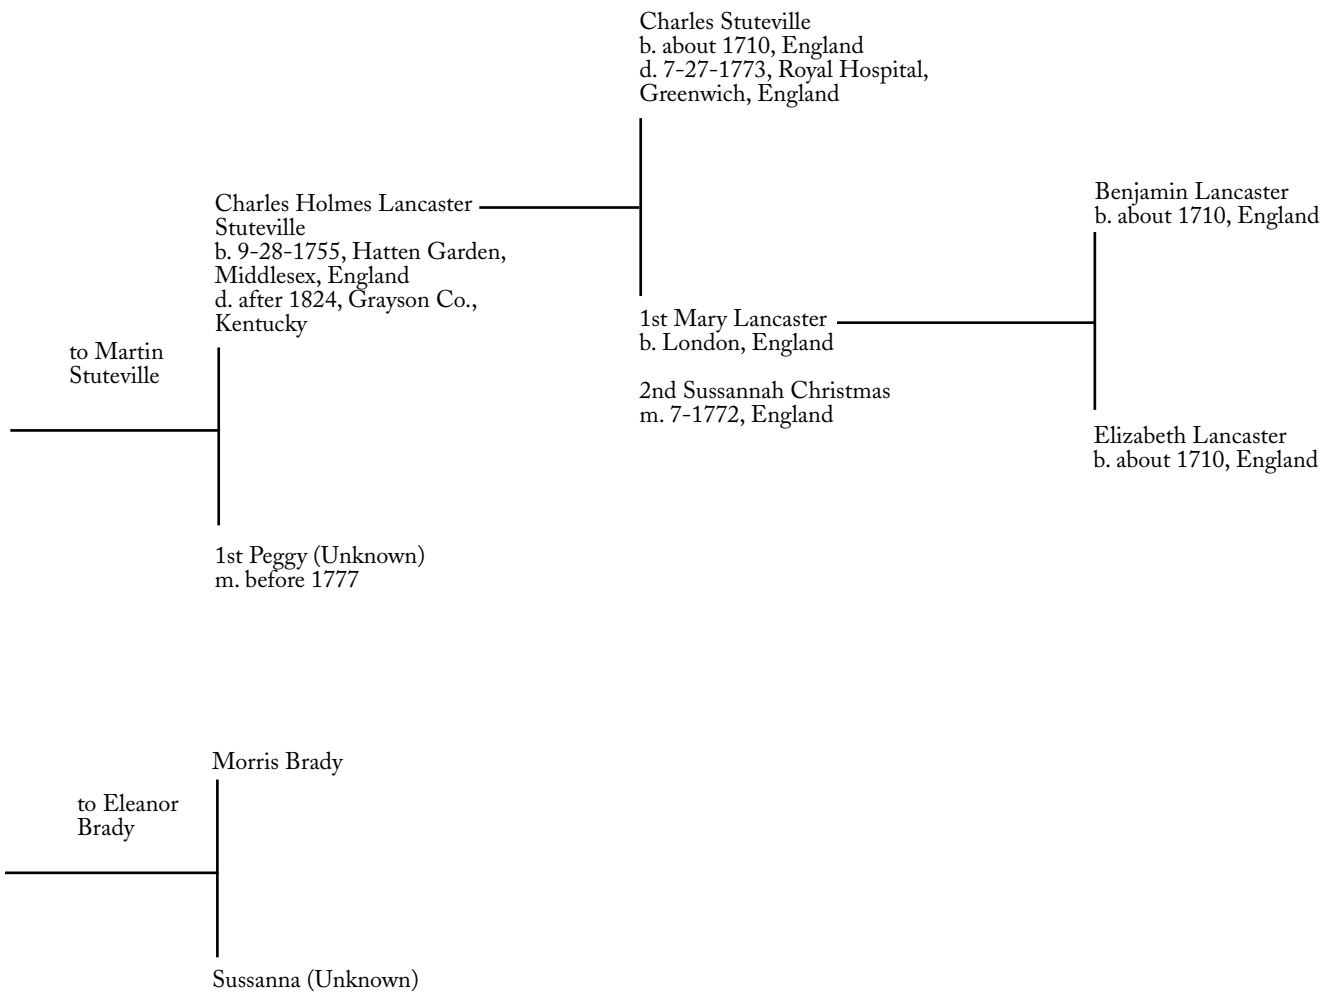 Charles Stuteville
b. about 1710, England
d. 7-27-1773, Royal Hospital,
Greenwich, England
Charles Holmes Lancaster
Stuteville
b. 9-28-1755, Hatten Garden,
Middlesex, England
d. after 1824, Grayson Co.,
Kentucky
Benjamin Lancaster
b. about 1710, England
1st Mary Lancaster
b. London, England
2nd Sussannah Christmas
m. 7-1772, England
to Martin
Stuteville
Elizabeth Lancaster
b. about 1710, England
1st Peggy (Unknown)
m. before 1777
Morris Brady
to Eleanor
Brady
Sussanna (Unknown)